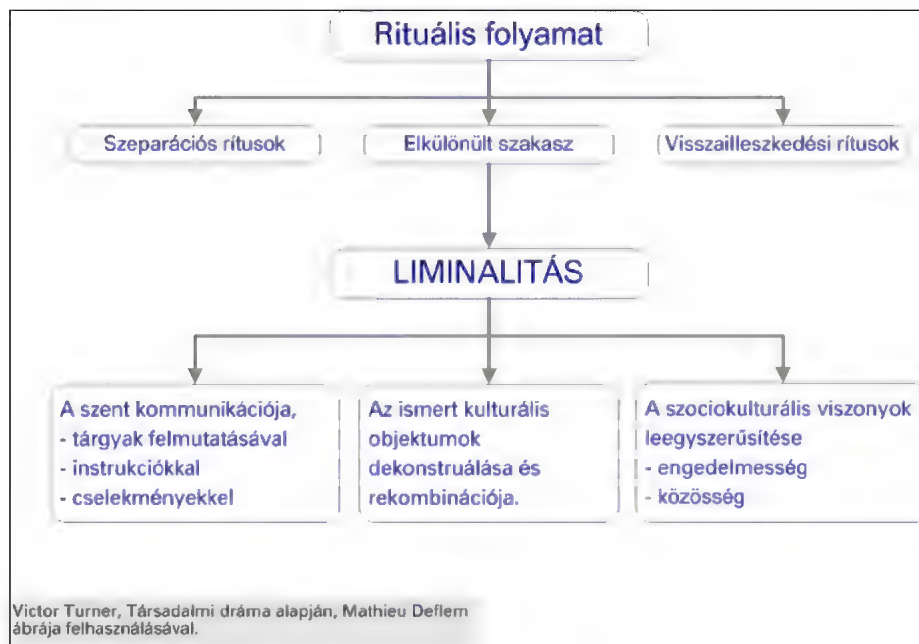 Rituális folyamat
Szeparációs rítusok
Elkülönült szakasz
Visszailleszkedési rítusok
LIMINALITÁS
A szent kommunikációja,
- tárgyak felmutatásával
- instrukciókkal
- cselekményekkel
Az ismert kulturális
objektumok
dekonstruálása és
rekombinációja.
A szociokulturális viszonyok
leegyszerűsítése
- engedelmesség
- közösség
Victor Turner, Társadalmi dráma alapján, Mathieu Deflem
ábrája felhasználásával.